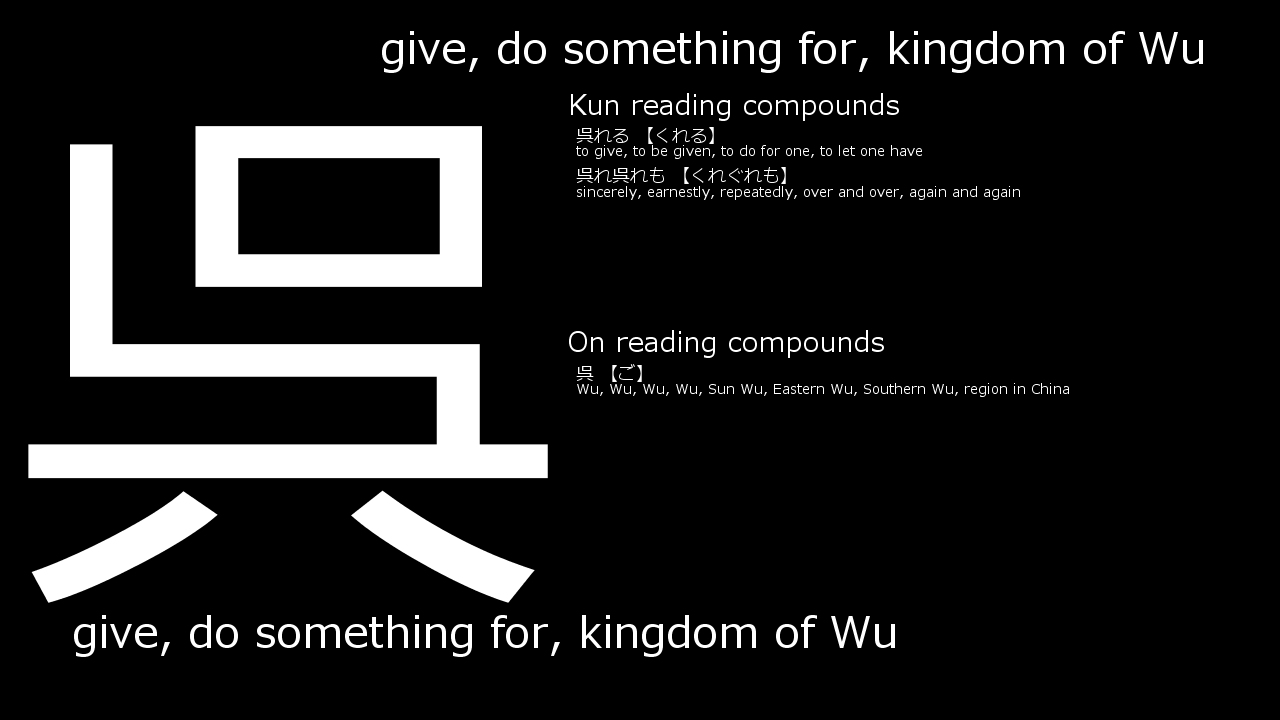 give, do something for, kingdom of Wu
呉
Kun reading compounds
呉れる 【くれる】
to give, to be given, to do for one, to let one have
呉れ呉れも 【くれぐれも】
sincerely, earnestly, repeatedly, over and over, again and again
On reading compounds
呉 【ご】
Wu, Wu, Wu, Wu, Sun Wu, Eastern Wu, Southern Wu, region in China
give, do something for, kingdom of Wu